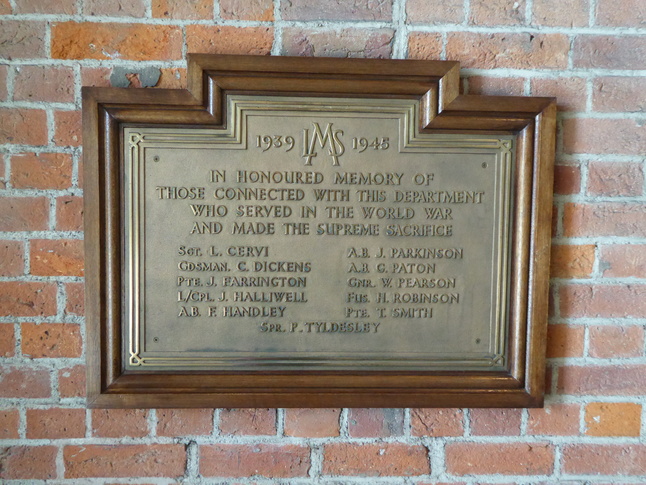 1939 IMS 1945
IN HONOURED MEMORY OF
THOSE CONNECTED WITH THIS DEPARTMENT
WHO SERVED IN THE WORLD WAR
AND MADE THE SUPREME SACRIFICE
SGT. L. CERVI A.B. J. PARKINSON
GDSMAN. C. DICKENS A.B. G. PATON
PTE. J. FARRINGTON GNR. W. PEARSON
L/CPL. J. HALLIWELL FUS. H. ROBINSON
A.B. F. HANDLEY PTE. T. SMITH
SPR. P. TYLDESLEY